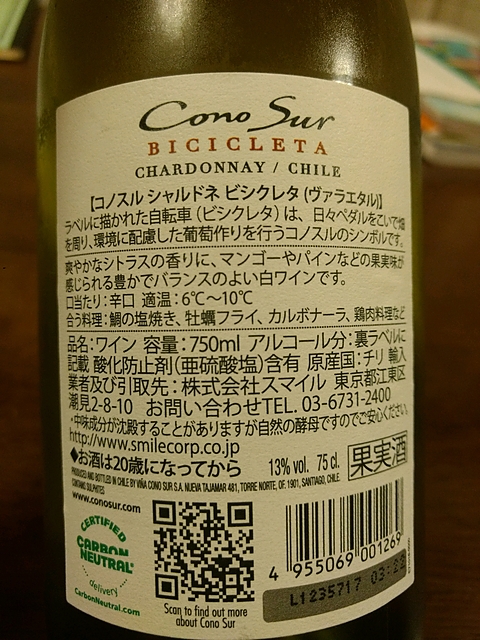 Cono Sur
BICICLETA
CHARDONNAY / CHILE
【コノスル シャルドネ ビシクレタ (ヴァラエタル)】
ラベルに描かれた自転車(ビシクレタ)は、日々ペダルをこいで畑
を周り、環境に配慮した葡萄作りを行うコノスルのシンボルです。
爽やかなシトラスの香りに、マンゴーやパインなどの果実味が
感じられる豊かでバランスのよい白ワインです。
口当たり:辛口 適温:6℃〜10℃
合う料理:鯛の塩焼き、牡蠣フライ、カルボナーラ、鶏肉料理など
品名:ワイン 容量:750ml アルコール分:裏ラベルに
記載 酸化防止剤(亜硫酸塩)含有 原産国:チリ 輸入
業者及び引取先:株式会社スマイル 東京都江東区
潮見2-8-10 お問い合わせTEL. 03-6731-2400
*中味成分が沈殿することがありますが自然の酵母ですのでご安心ください。
http://www.smilecorp.co.jp
◆お酒は20歳になってから
13% vol. 75 cl.
果実酒
PRODUCED AND BOTTLED IN CHILE BY VIÑA CONO SUR S.A. NUEVA TAJAMAR 481, TORRE NORTE, OF. 1901, SANTIAGO, CHILE.
CONTAINS SULPHITES
www.conosur.com
CERTIFIED
CARBON
NEUTRAL
delivery
CarbonNeutral.com
Scan to find out more
about Cono Sur
4 955069 001269
L1235717 03:22